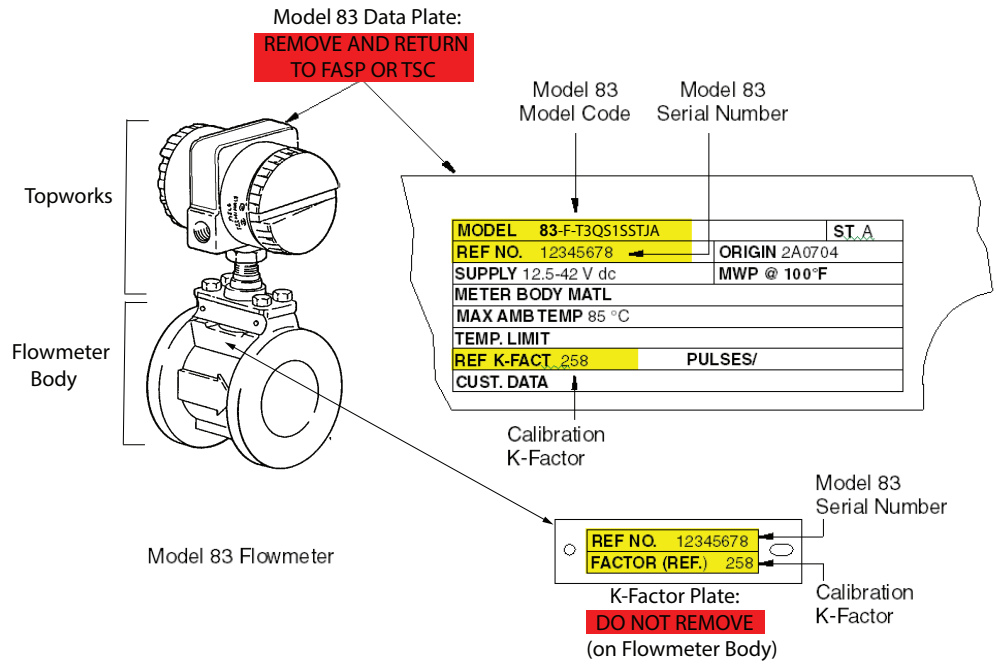 Model 83 Data Plate:
REMOVE AND RETURN
TO FASP OR TSC
Model 83
Model Code
Model 83
Serial Number
Topworks
Flowmeter
Body
MODEL 83-F-T3QS1SSTJA ST A
REF NO. 12345678 ORIGIN 2A0704
SUPPLY 12.5-42 V dc MWP @ 100°F
METER BODY MATL
MAX AMB TEMP 85 °C
TEMP. LIMIT
REF K-FACT 258 PULSES/
CUST. DATA
Calibration
K-Factor
Model 83
Serial Number
REF NO. 12345678
FACTOR (REF.) 258
Calibration
K-Factor
Model 83 Flowmeter
K-Factor Plate:
DO NOT REMOVE
(on Flowmeter Body)